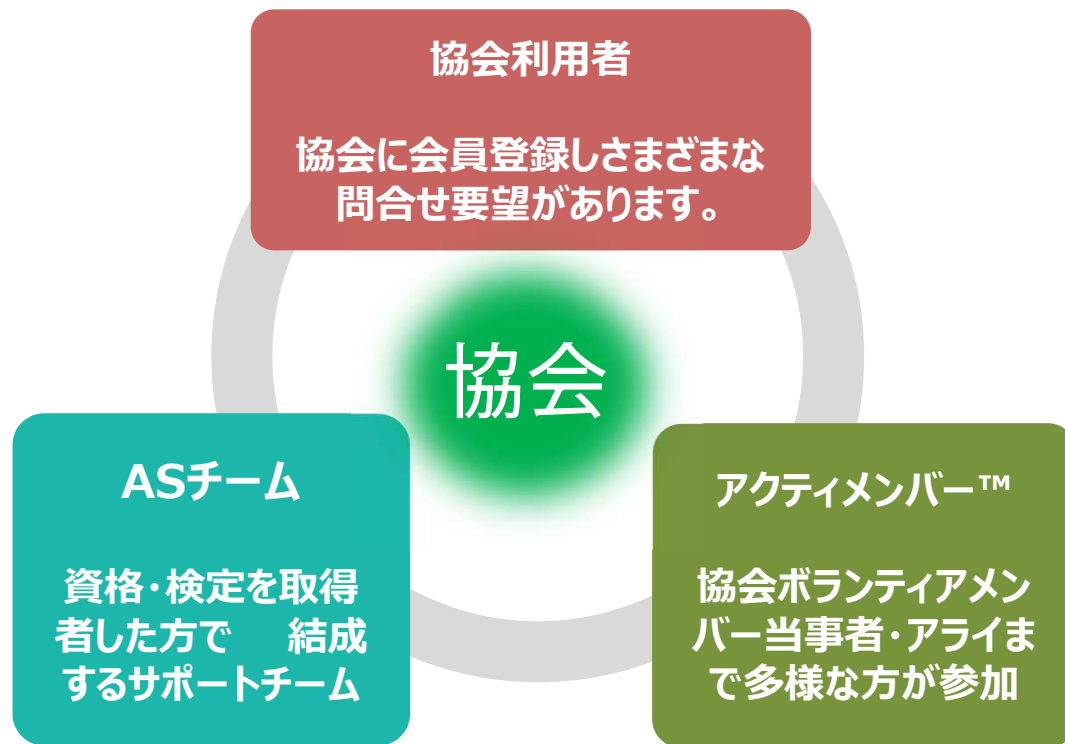 協会利用者
協会に会員登録しさまざまな
問合せ要望があります。
協会
ASチーム
資格・検定を取得
者した方で　結成
するサポートチーム
アクティメンバー™
協会ボランティアメン
バー当事者・アライま
で多様な方が参加